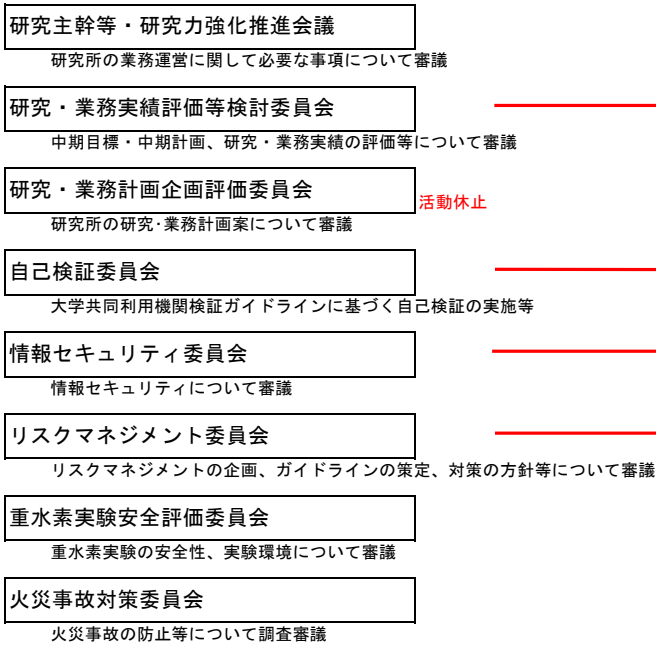 研究主幹等・研究力強化推進会議
研究所の業務運営に関して必要な事項について審議
研究・業務実績評価等検討委員会
中期目標・中期計画、研究・業務実績の評価等について審議
研究・業務計画企画評価委員会
活動休止
研究所の研究･業務計画案について審議
自己検証委員会
大学共同利用機関検証ガイドラインに基づく自己検証の実施等
情報セキュリティ委員会
情報セキュリティについて審議
リスクマネジメント委員会
リスクマネジメントの企画、ガイドラインの策定、対策の方針等について審議
重水素実験安全評価委員会
重水素実験の安全性、実験環境について審議
火災事故対策委員会
火災事故の防止等について調査審議